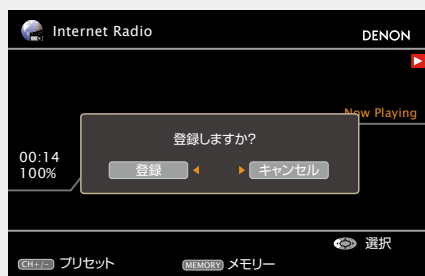 Internet Radio
DENON
Now Playing
登録しますか?
00:14
100%
登録
キャンセル
選択
CH+/− プリセット
MEMORY メモリー